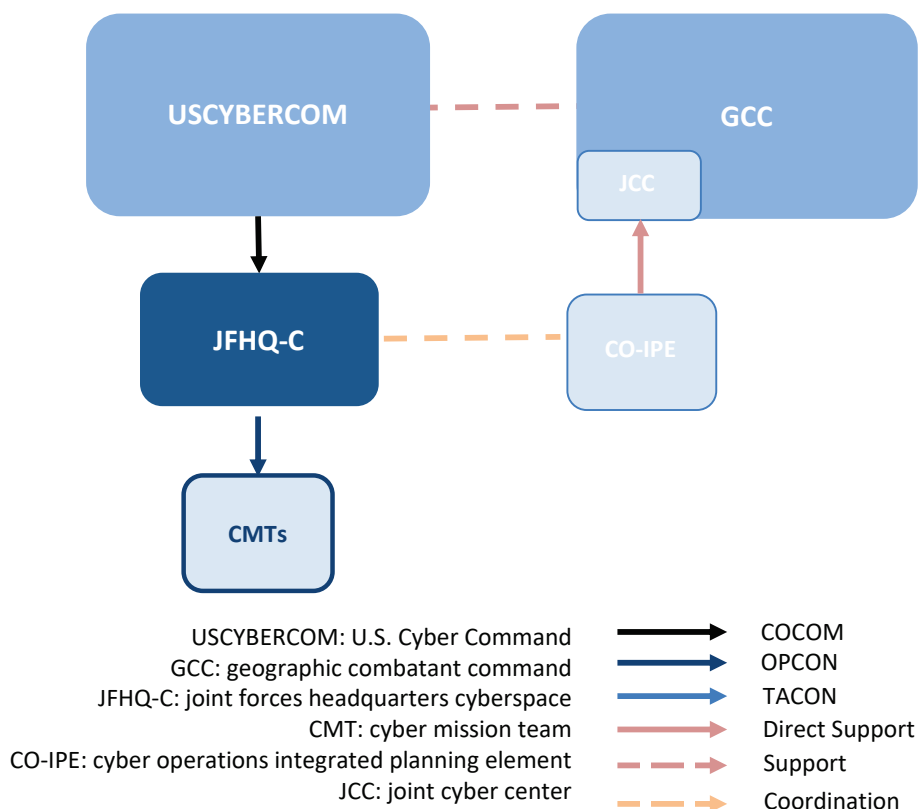 USCYBERCOM
GCC
JCC
JFHQ-C
CO-IPE
CMTs
USCYBERCOM: U.S. Cyber Command
GCC: geographic combatant command
JFHQ-C: joint forces headquarters cyberspace
CMT: cyber mission team
CO-IPE: cyber operations integrated planning element
JCC: joint cyber center
COCOM
OPCON
TACON
Direct Support
Support
Coordination